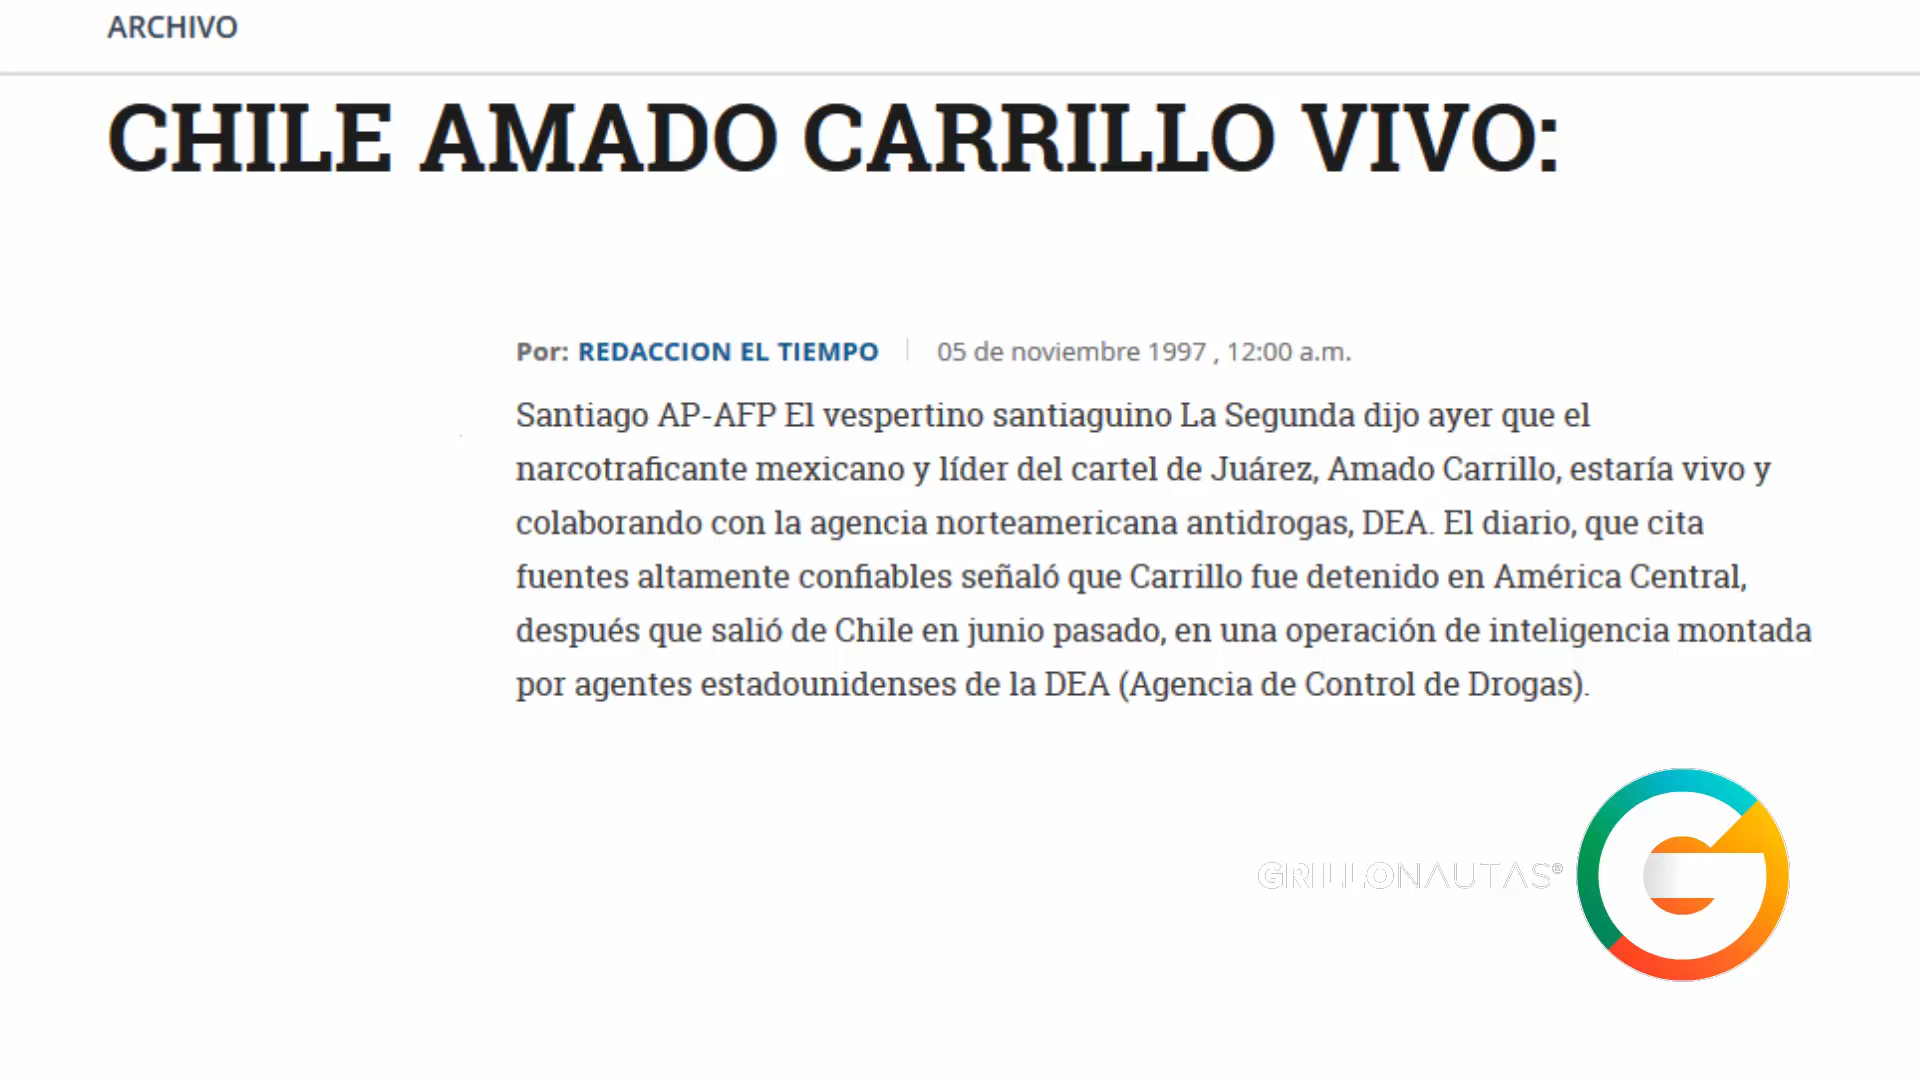 ARCHIVO
CHILE AMADO CARRILLO VIVO:
Por: REDACCION EL TIEMPO 05 de noviembre 1997 , 12:00 a.m.
Santiago AP-AFP El vespertino santiaguino La Segunda dijo ayer que el
narcotraficante mexicano y líder del cartel de Juárez, Amado Carrillo, estaría vivo y
colaborando con la agencia norteamericana antidrogas, DEA. El diario, que cita
fuentes altamente confiables señaló que Carrillo fue detenido en América Central,
después que salió de Chile en junio pasado, en una operación de inteligencia montada
por agentes estadounidenses de la DEA (Agencia de Control de Drogas).
GRILLONAUTAS®